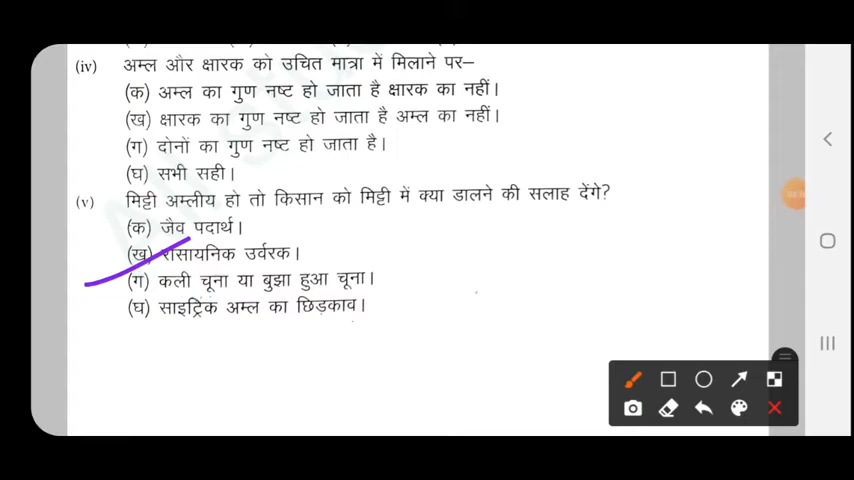 (iv) अम्ल और क्षारक को उचित मात्रा में मिलाने पर–
(क) अम्ल का गुण नष्ट हो जाता है क्षारक का नहीं।
(ख) क्षारक का गुण नष्ट हो जाता है अम्ल का नहीं।
(ग) दोनों का गुण नष्ट हो जाता है।
(घ) सभी सही।
(v) मिट्टी अम्लीय हो तो किसान को मिट्टी में क्या डालने की सलाह देंगे?
(क) जैव पदार्थ।
(ख) रासायनिक उर्वरक।
(ग) कली चूना या बुझा हुआ चूना।
(घ) साइट्रिक अम्ल का छिड़काव।